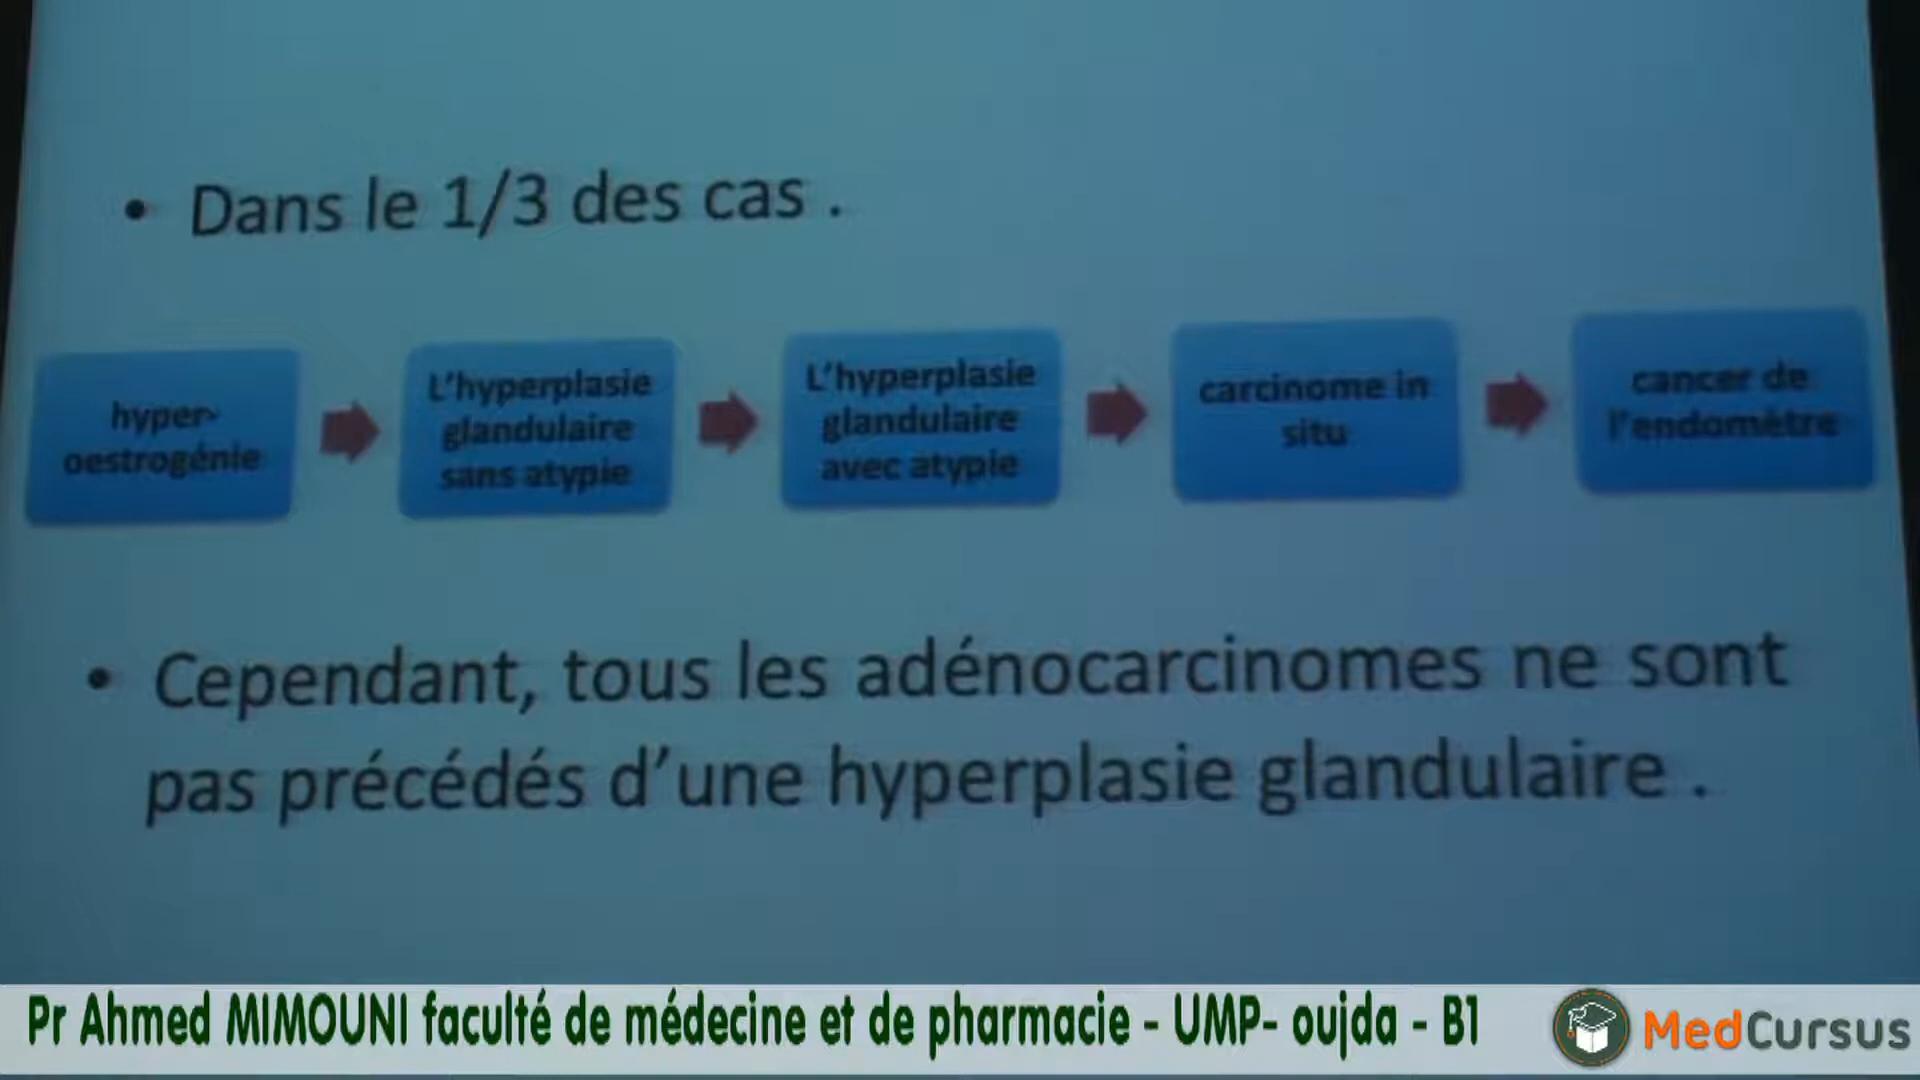 • Dans le 1/3 des cas .
hyper-
oestrogénie
L'hyperplasie
glandulaire
sans atypie
L'hyperplasie
glandulaire
avec atypie
carcinome in
situ
cancer de
l'endomètre
• Cependant, tous les adénocarcinomes ne sont
pas précédés d'une hyperplasie glandulaire .
Pr Ahmed MIMOUNI faculté de médecine et de pharmacie - UMP- oujda - B1
MedCursus